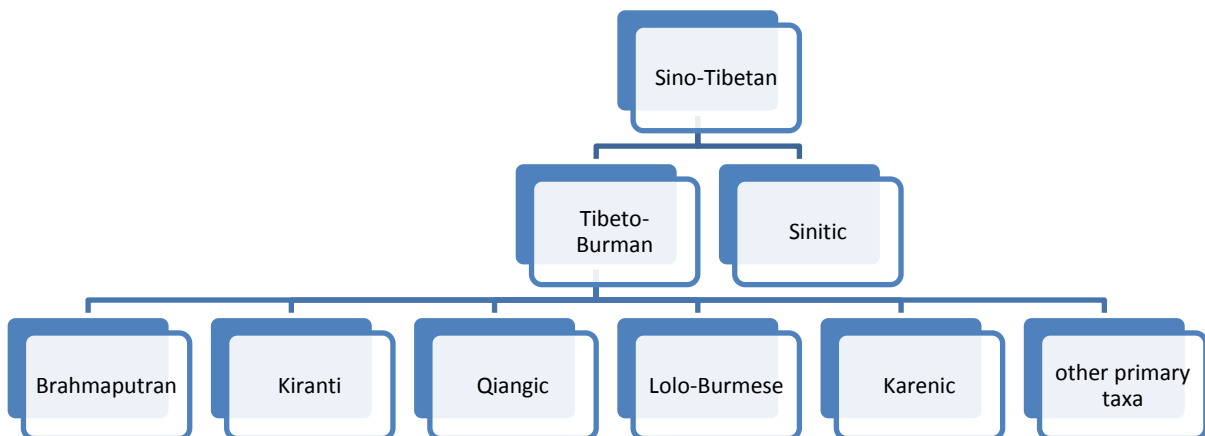 Sino-Tibetan
Tibeto-
Burman
Sinitic
Brahmaputran
Kiranti
Qiangic
Lolo-Burmese
Karenic
other primary
taxa